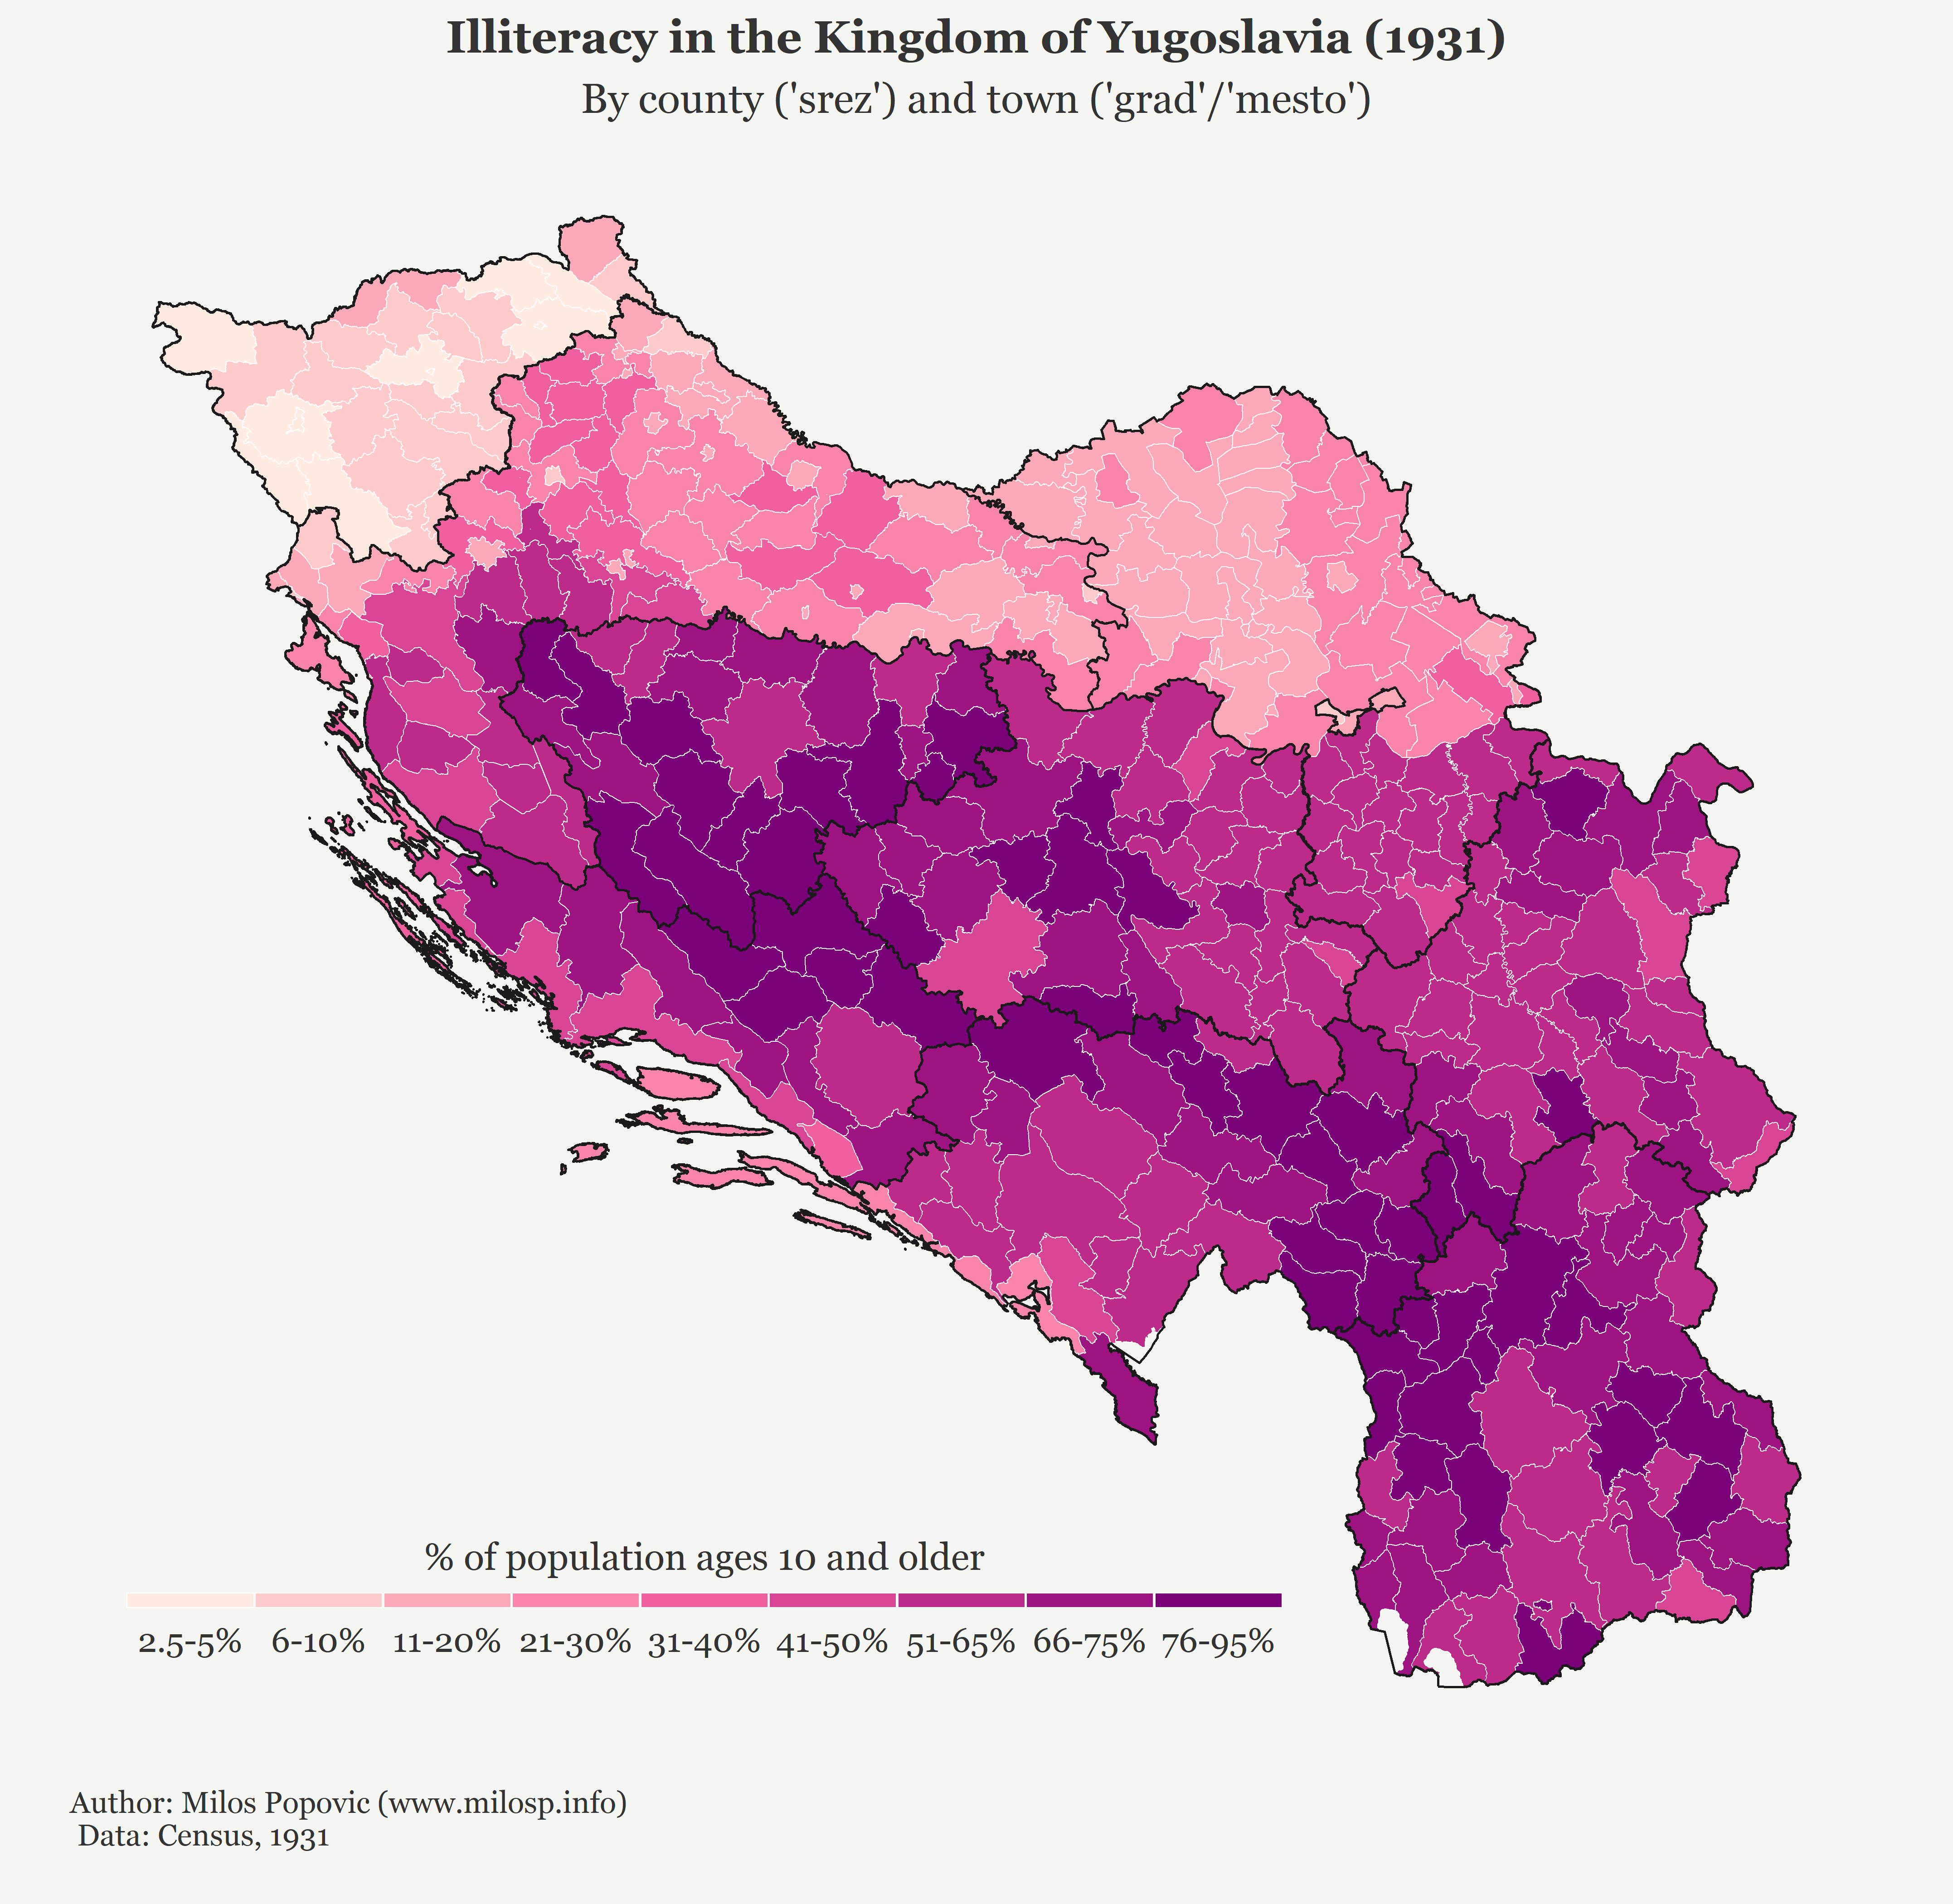 Illiteracy in the Kingdom of Yugoslavia (1931)
By county ('srez') and town ('grad'/'mesto')
% of population ages 10 and older
2.5-5% 6-10% 11-20% 21-30% 31-40% 41-50% 51-65% 66-75% 76-95%
Author: Milos Popovic (www.milosp.info)
Data: Census, 1931